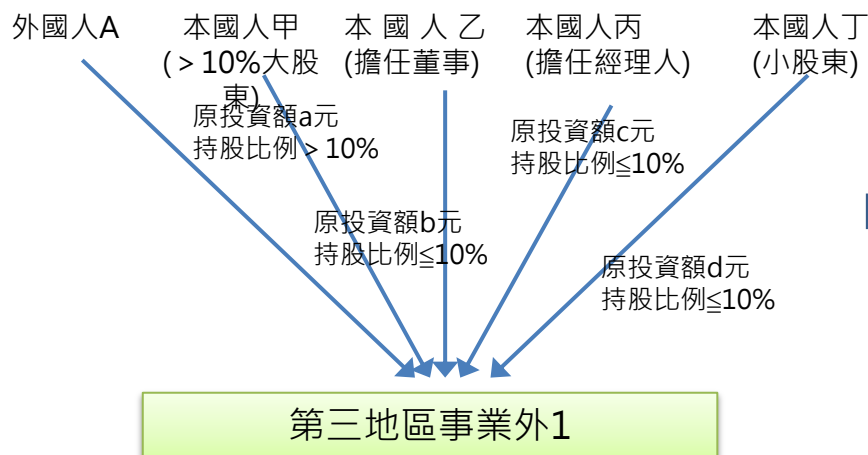 外國人A
本國人甲
(>10%大股
東)
本國人乙
(擔任董事)
本國人丙
(擔任經理人)
本國人丁
(小股東)
原投資額a元
持股比例>10%
原投資額c元
持股比例≦10%
原投資額b元
持股比例≦10%
原投資額d元
持股比例≦10%
第三地區事業外1